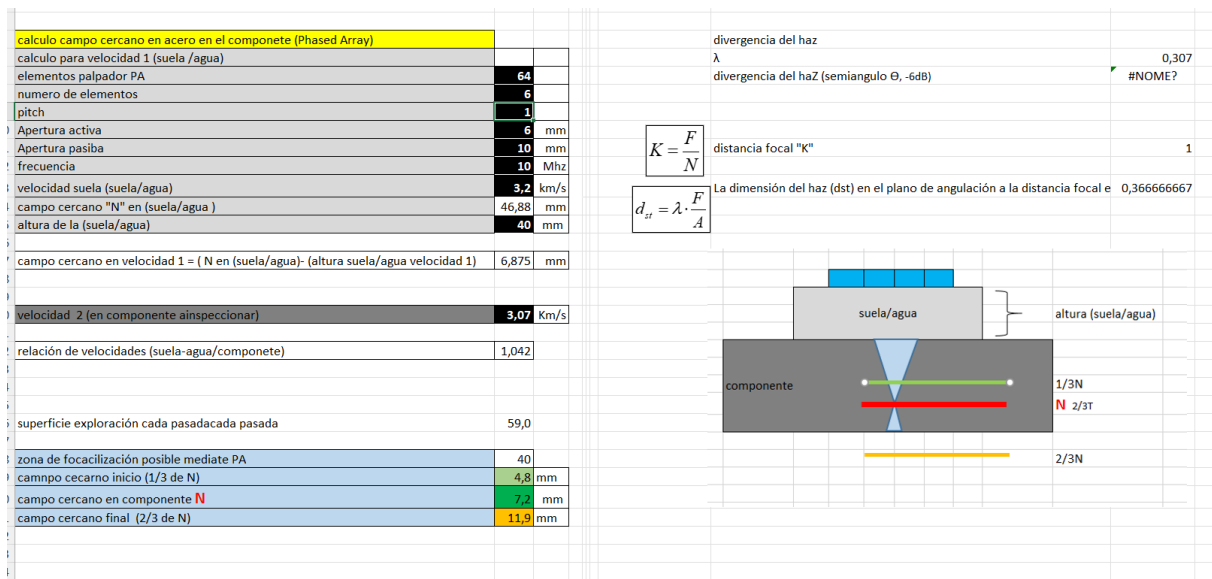 calculo campo cercano en acero en el componete (Phased Array)
calculo para velocidad 1 (suela /agua)
elementos palpador PA 64
numero de elementos 6
pitch 1
Apertura activa 6 mm
Apertura pasiba 10 mm
frecuencia 10 Mhz
velocidad suela (suela/agua) 3,2 km/s
campo cercano "N" en (suela/agua ) 46,88 mm
altura de la (suela/agua) 40 mm
campo cercano en velocidad 1 = ( N en (suela/agua)- (altura suela/agua velocidad 1) 6,875 mm
velocidad 2 (en componente ainspeccionar) 3,07 Km/s
relación de velocidades (suela-agua/componete) 1,042
superficie exploración cada pasadacada pasada 59,0
zona de focacilización posible mediate PA 40
camnpo cecarno inicio (1/3 de N) 4,8 mm
campo cercano en componente N 7,2 mm
campo cercano final (2/3 de N) 11,9 mm
divergencia del haz
λ 0,307
divergencia del haZ (semiangulo Θ, -6dB) #NOME?
K = F/N distancia focal "K" 1
d_st = λ · F/A La dimensión del haz (dst) en el plano de angulación a la distancia focal e 0,366666667
suela/agua altura (suela/agua)
componente 1/3N
N 2/3T
2/3N